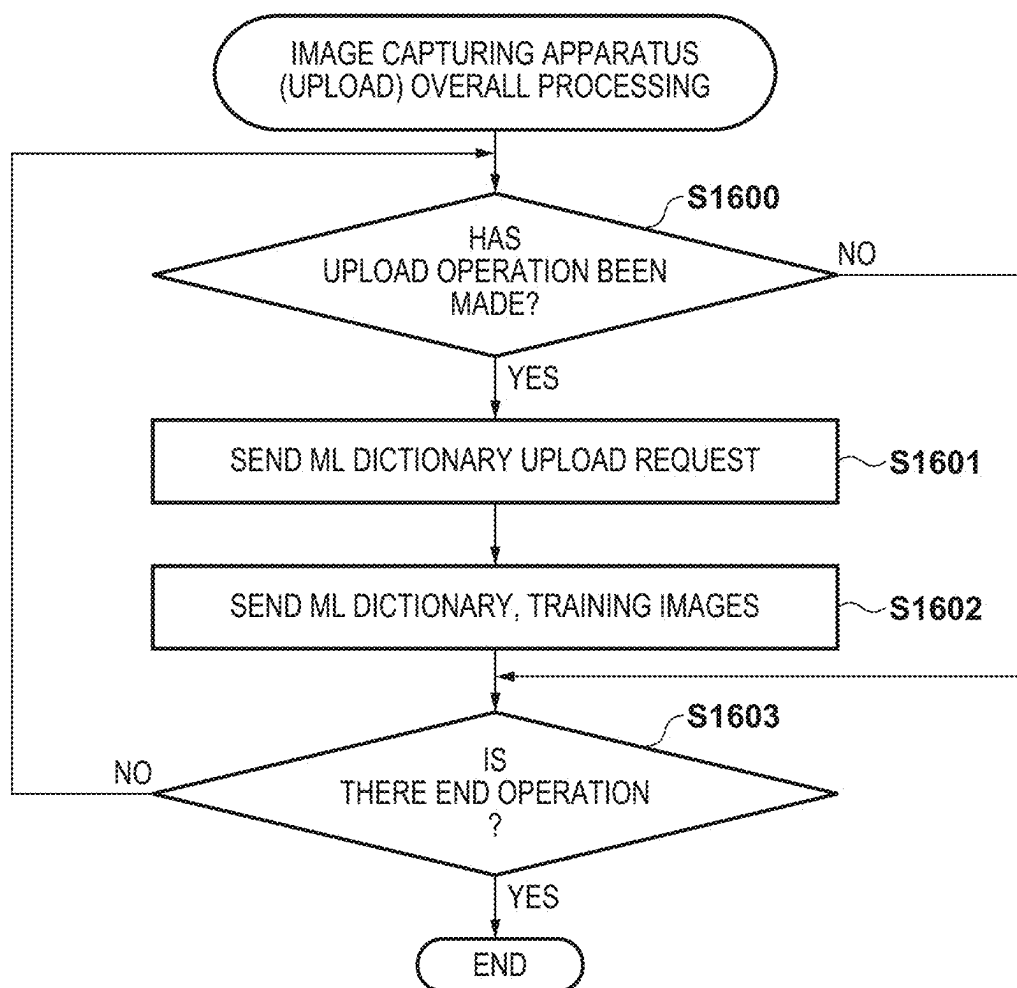 IMAGE CAPTURING APPARATUS
(UPLOAD) OVERALL PROCESSING
S1600
HAS
UPLOAD OPERATION BEEN
MADE?
NO
YES
SEND ML DICTIONARY UPLOAD REQUEST
S1601
SEND ML DICTIONARY, TRAINING IMAGES
S1602
S1603
IS
THERE END OPERATION
?
NO
YES
END